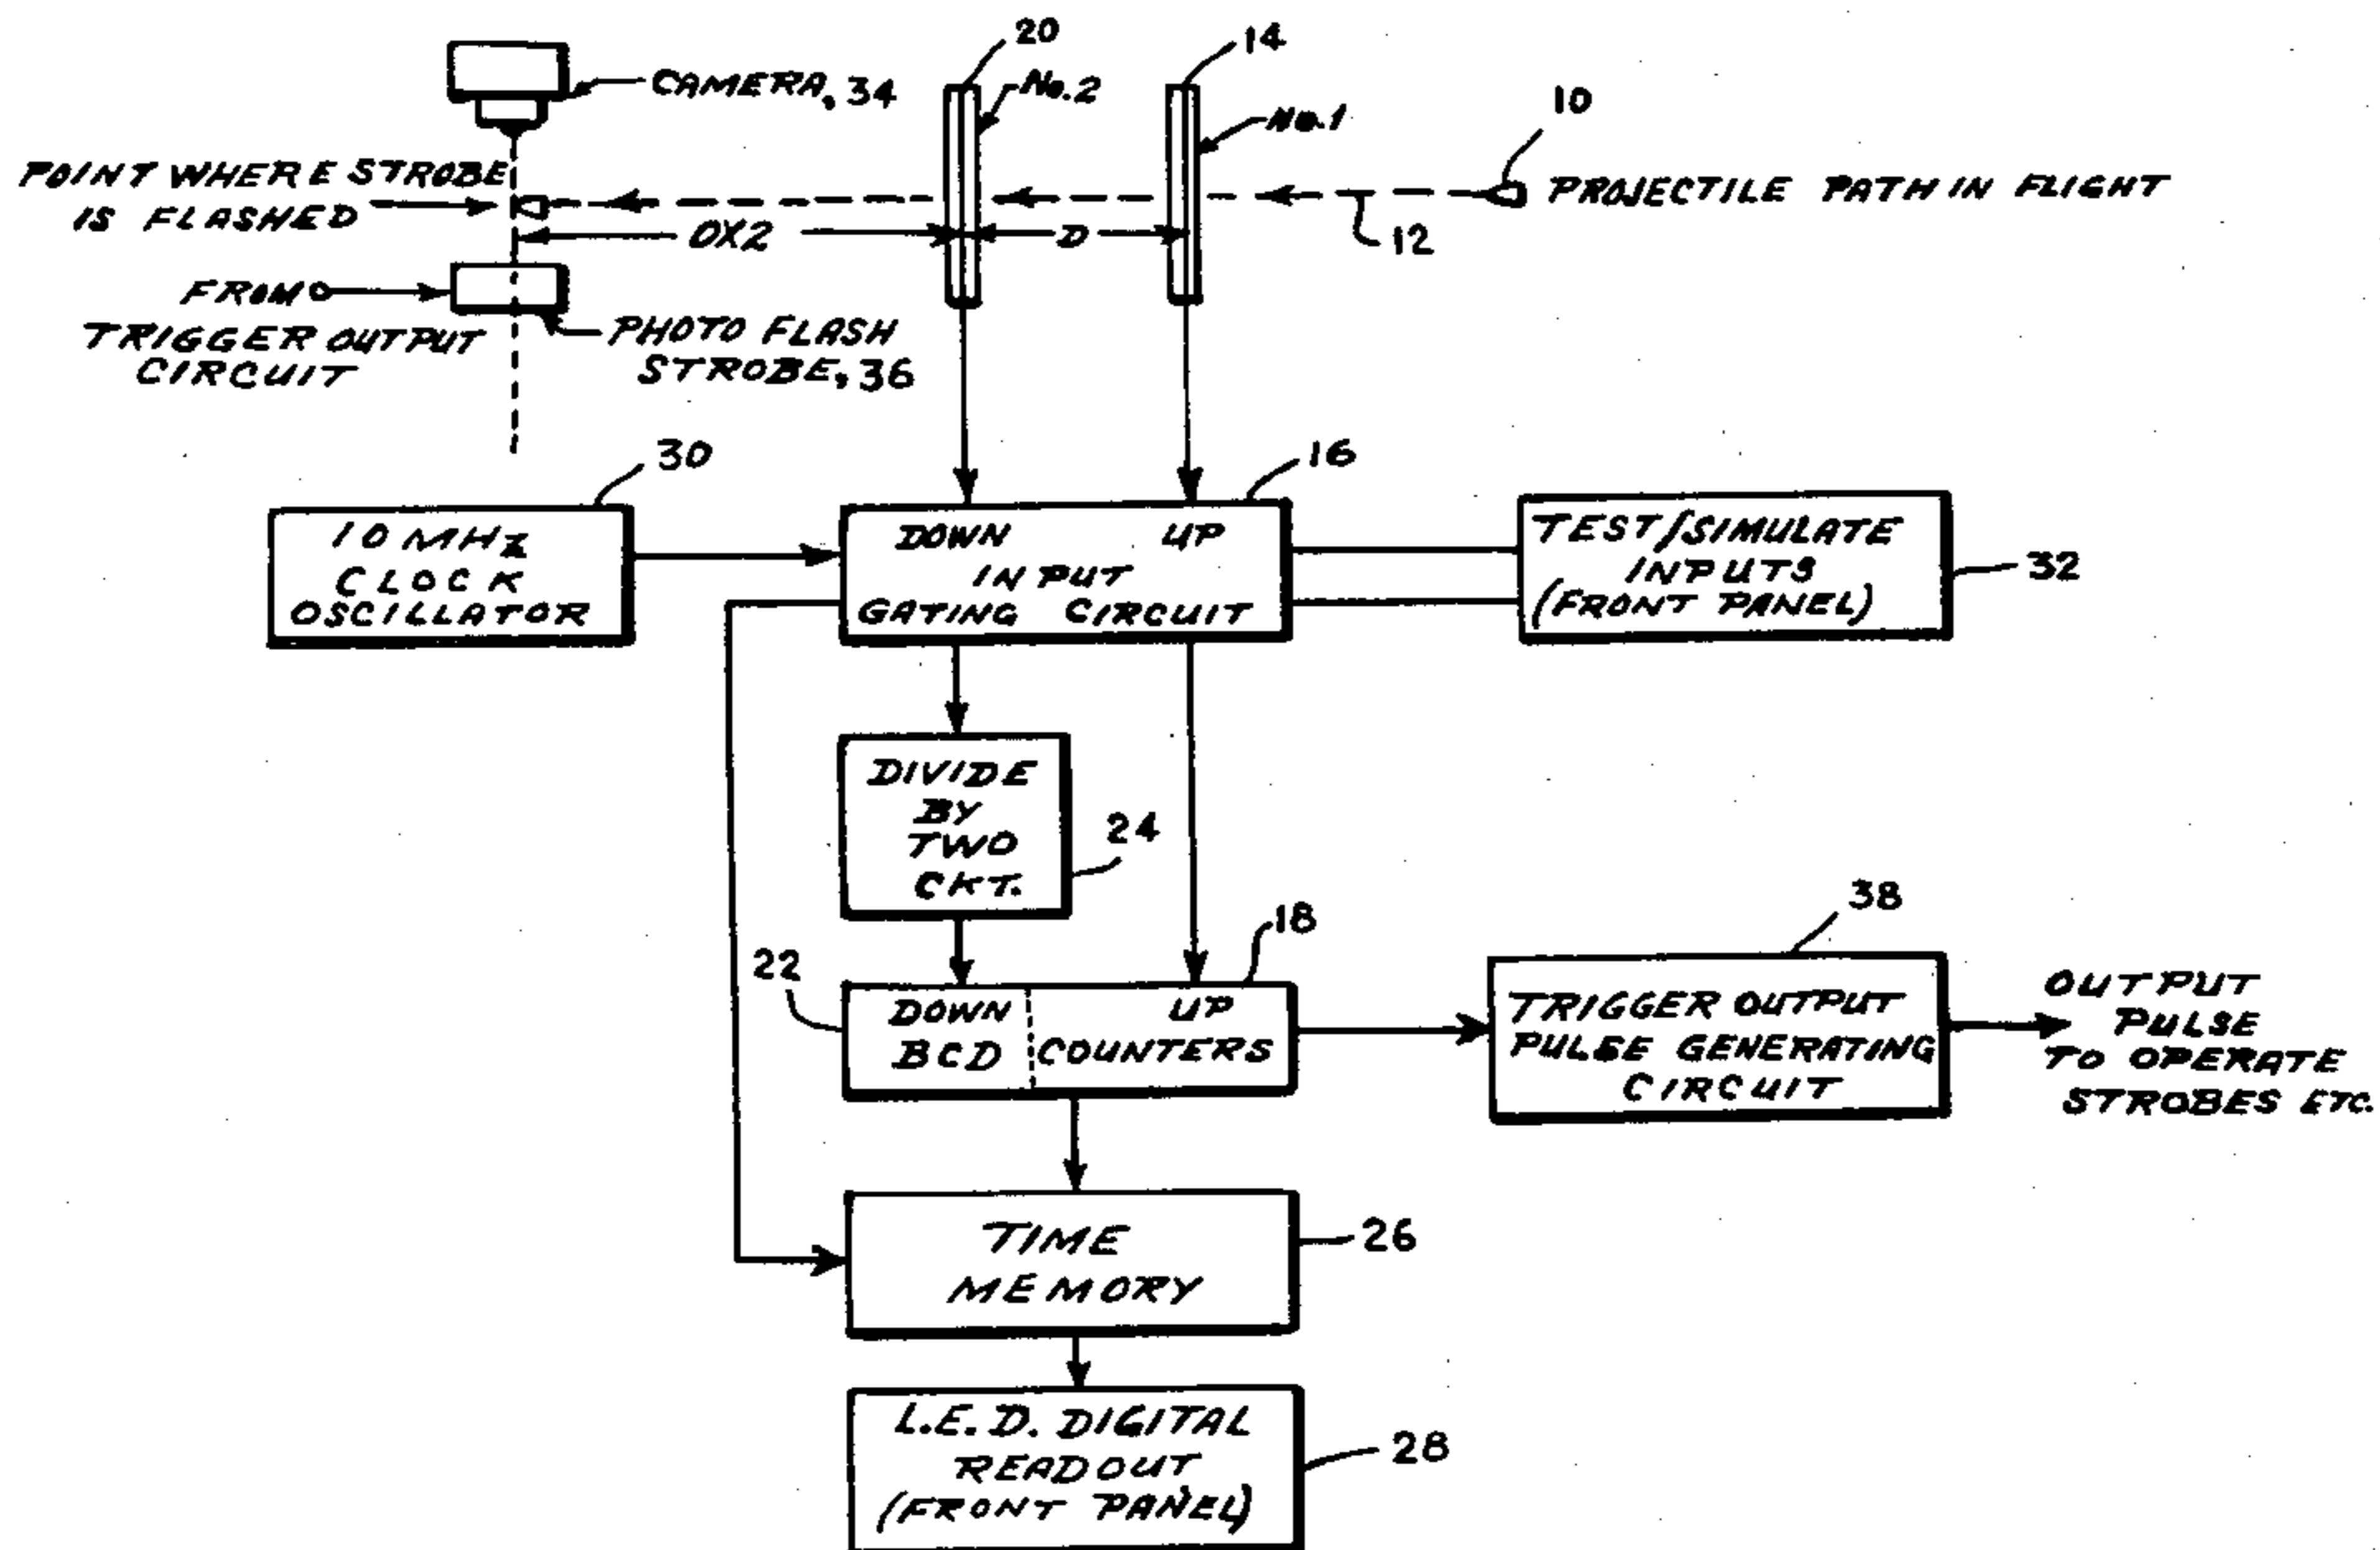 20
14
CAMERA, 34
No.2
No.1
10
POINT WHERE STROBE
IS FLASHED
PROJECTILE PATH IN FLIGHT
DX2
D
12
FROM
TRIGGER OUTPUT
CIRCUIT
PHOTO FLASH
STROBE, 36
30
16
10 MHz
CLOCK
OSCILLATOR
DOWN UP
INPUT
GATING CIRCUIT
TEST/SIMULATE
INPUTS
(FRONT PANEL)
32
DIVIDE
BY
TWO
CKT.
24
22
18
38
DOWN UP
BCD COUNTERS
TRIGGER OUTPUT
PULSE GENERATING
CIRCUIT
OUTPUT
PULSE
TO OPERATE
STROBES ETC.
TIME
MEMORY
26
L.E.D. DIGITAL
READOUT
(FRONT PANEL)
28